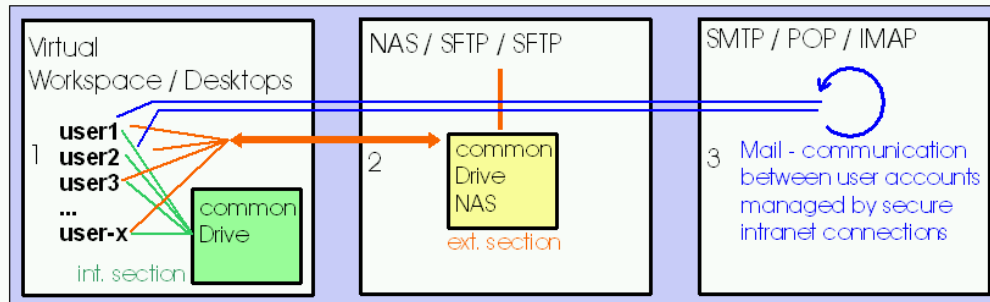 Virtual
Workspace / Desktops
1
user1
user2
user3
...
user-x
common
Drive
int. section
NAS / SFTP / SFTP
2
common
Drive
NAS
ext. section
SMTP / POP / IMAP
3
Mail - communication
between user accounts
managed by secure
intranet connections